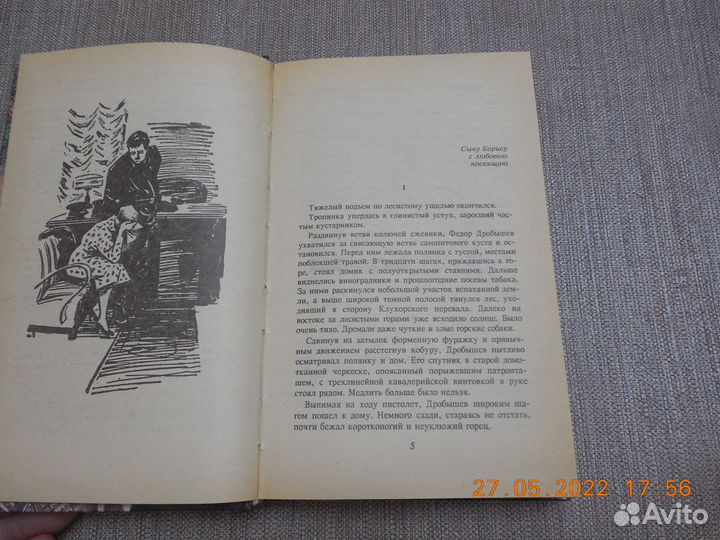 Сыну Борису
с любовью
посвящаю
1
Тяжелый подъем по лесистому ущелью окончился.
Тропинка уперлась в глинистый уступ, заросший час-
тым кустарником.
Раздвинув ветви колючей ежевики, Федор Дробышев
ухватился за свисающую ветвь самшитового куста и ос-
тановился. Перед ним лежала полянка с густой, местами
поблекшей травой. В тридцати шагах, прижавшись к го-
ре, стоял домик с полуоткрытыми ставнями. Дальше
виднелись виноградники и прошлогодние посевы табака.
За ними раскинулся небольшой участок вспаханной зем-
ли, а выше широкой темной полосой тянулся лес, ухо-
дивший в сторону Клухорского перевала. Далеко на
востоке за лесистыми горами уже всходило солнце. Было
очень тихо. Дремали даже чуткие и злые горские собаки.
Сдвинув на затылок форменную фуражку и привыч-
ным движением расстегнув кобуру, Дробышев пытливо
осматривал полянку и дом. Его спутник в старой домо-
тканной черкеске, опоясанный порыжевшим патронта-
шем, с трехлинейной кавалерийской винтовкой в руке
стоял рядом. Медлить больше было нельзя.
Вынимая на ходу пистолет, Дробышев широким ша-
гом пошел к дому. Немного сзади, стараясь не отстать,
почти бежал коротконогий и неуклюжий горец.
5
27.05.2022 17:56
Avito